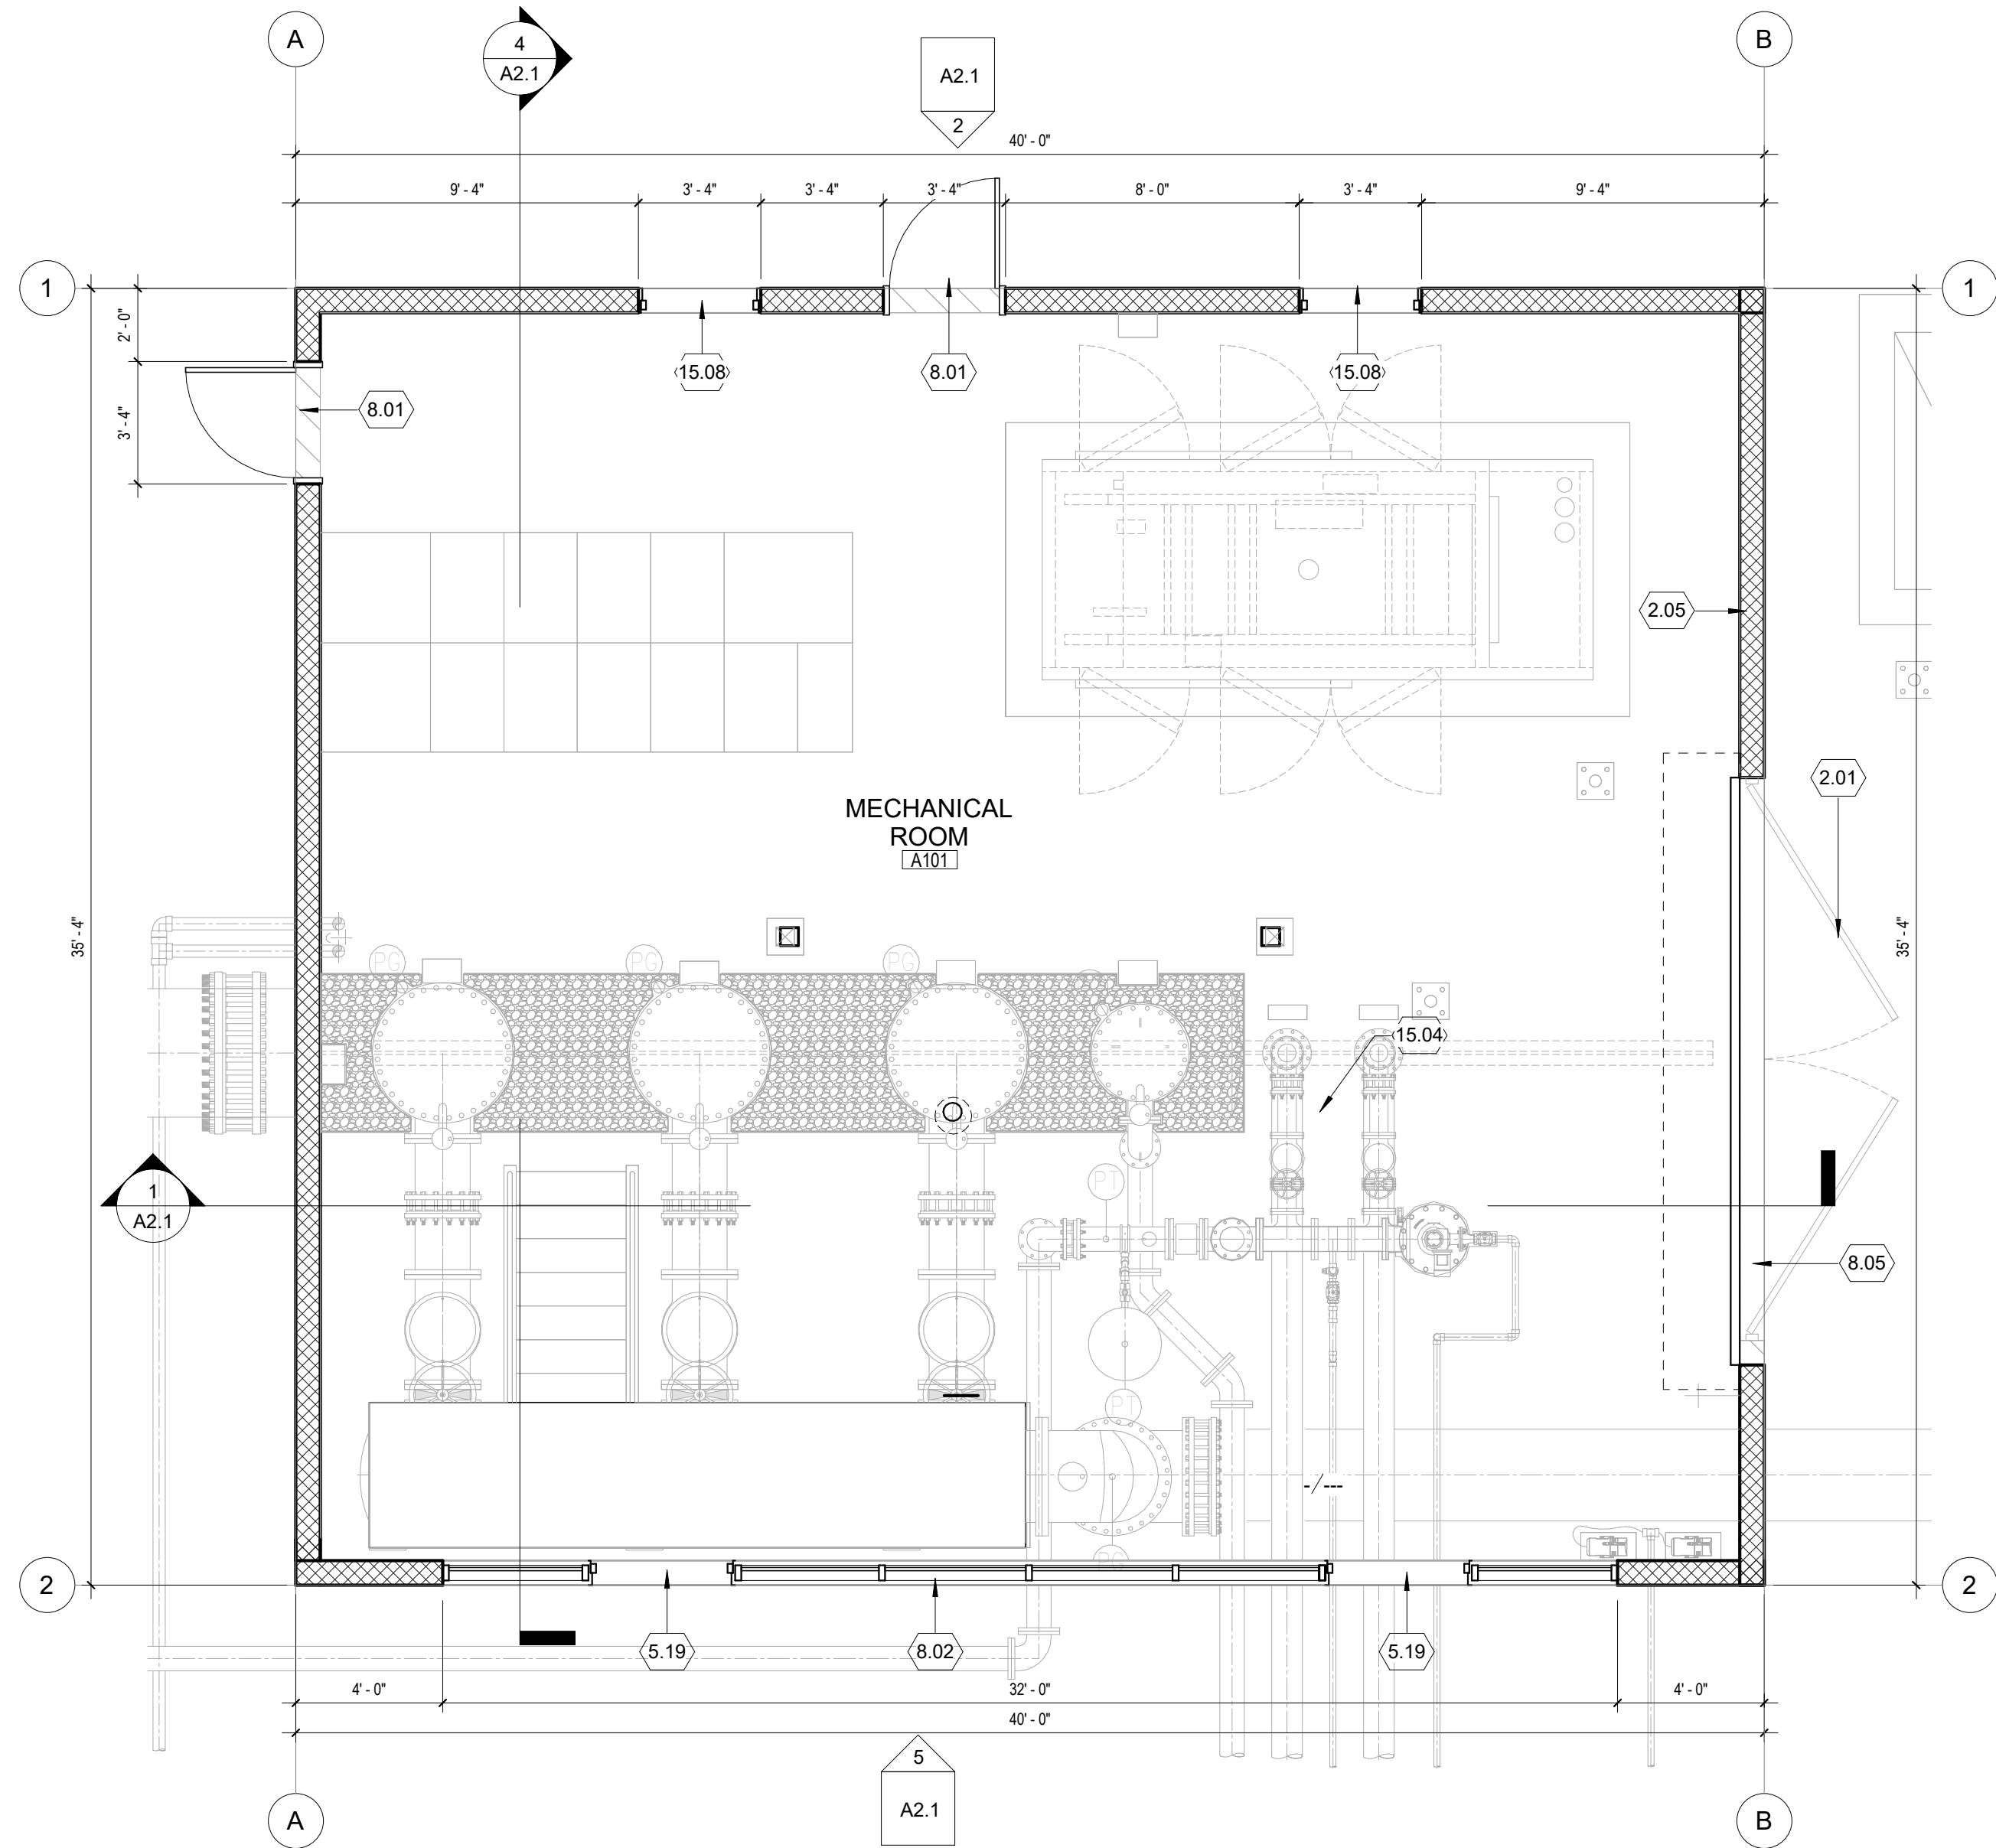 A
4
A2.1
A2.1
2
B
40' - 0"
9' - 4"
3' - 4"
3' - 4"
3' - 4"
8' - 0"
3' - 4"
9' - 4"
1
1
2' - 0"
3' - 4"
15.08
8.01
15.08
8.01
2.05
2.01
MECHANICAL
ROOM
A101
35' - 4"
35' - 4"
PG
PG
PG
15.04
1
A2.1
PT
8.05
PT
PG
2
2
5.19
8.02
5.19
4' - 0"
32' - 0"
4' - 0"
40' - 0"
5
A2.1
A
B